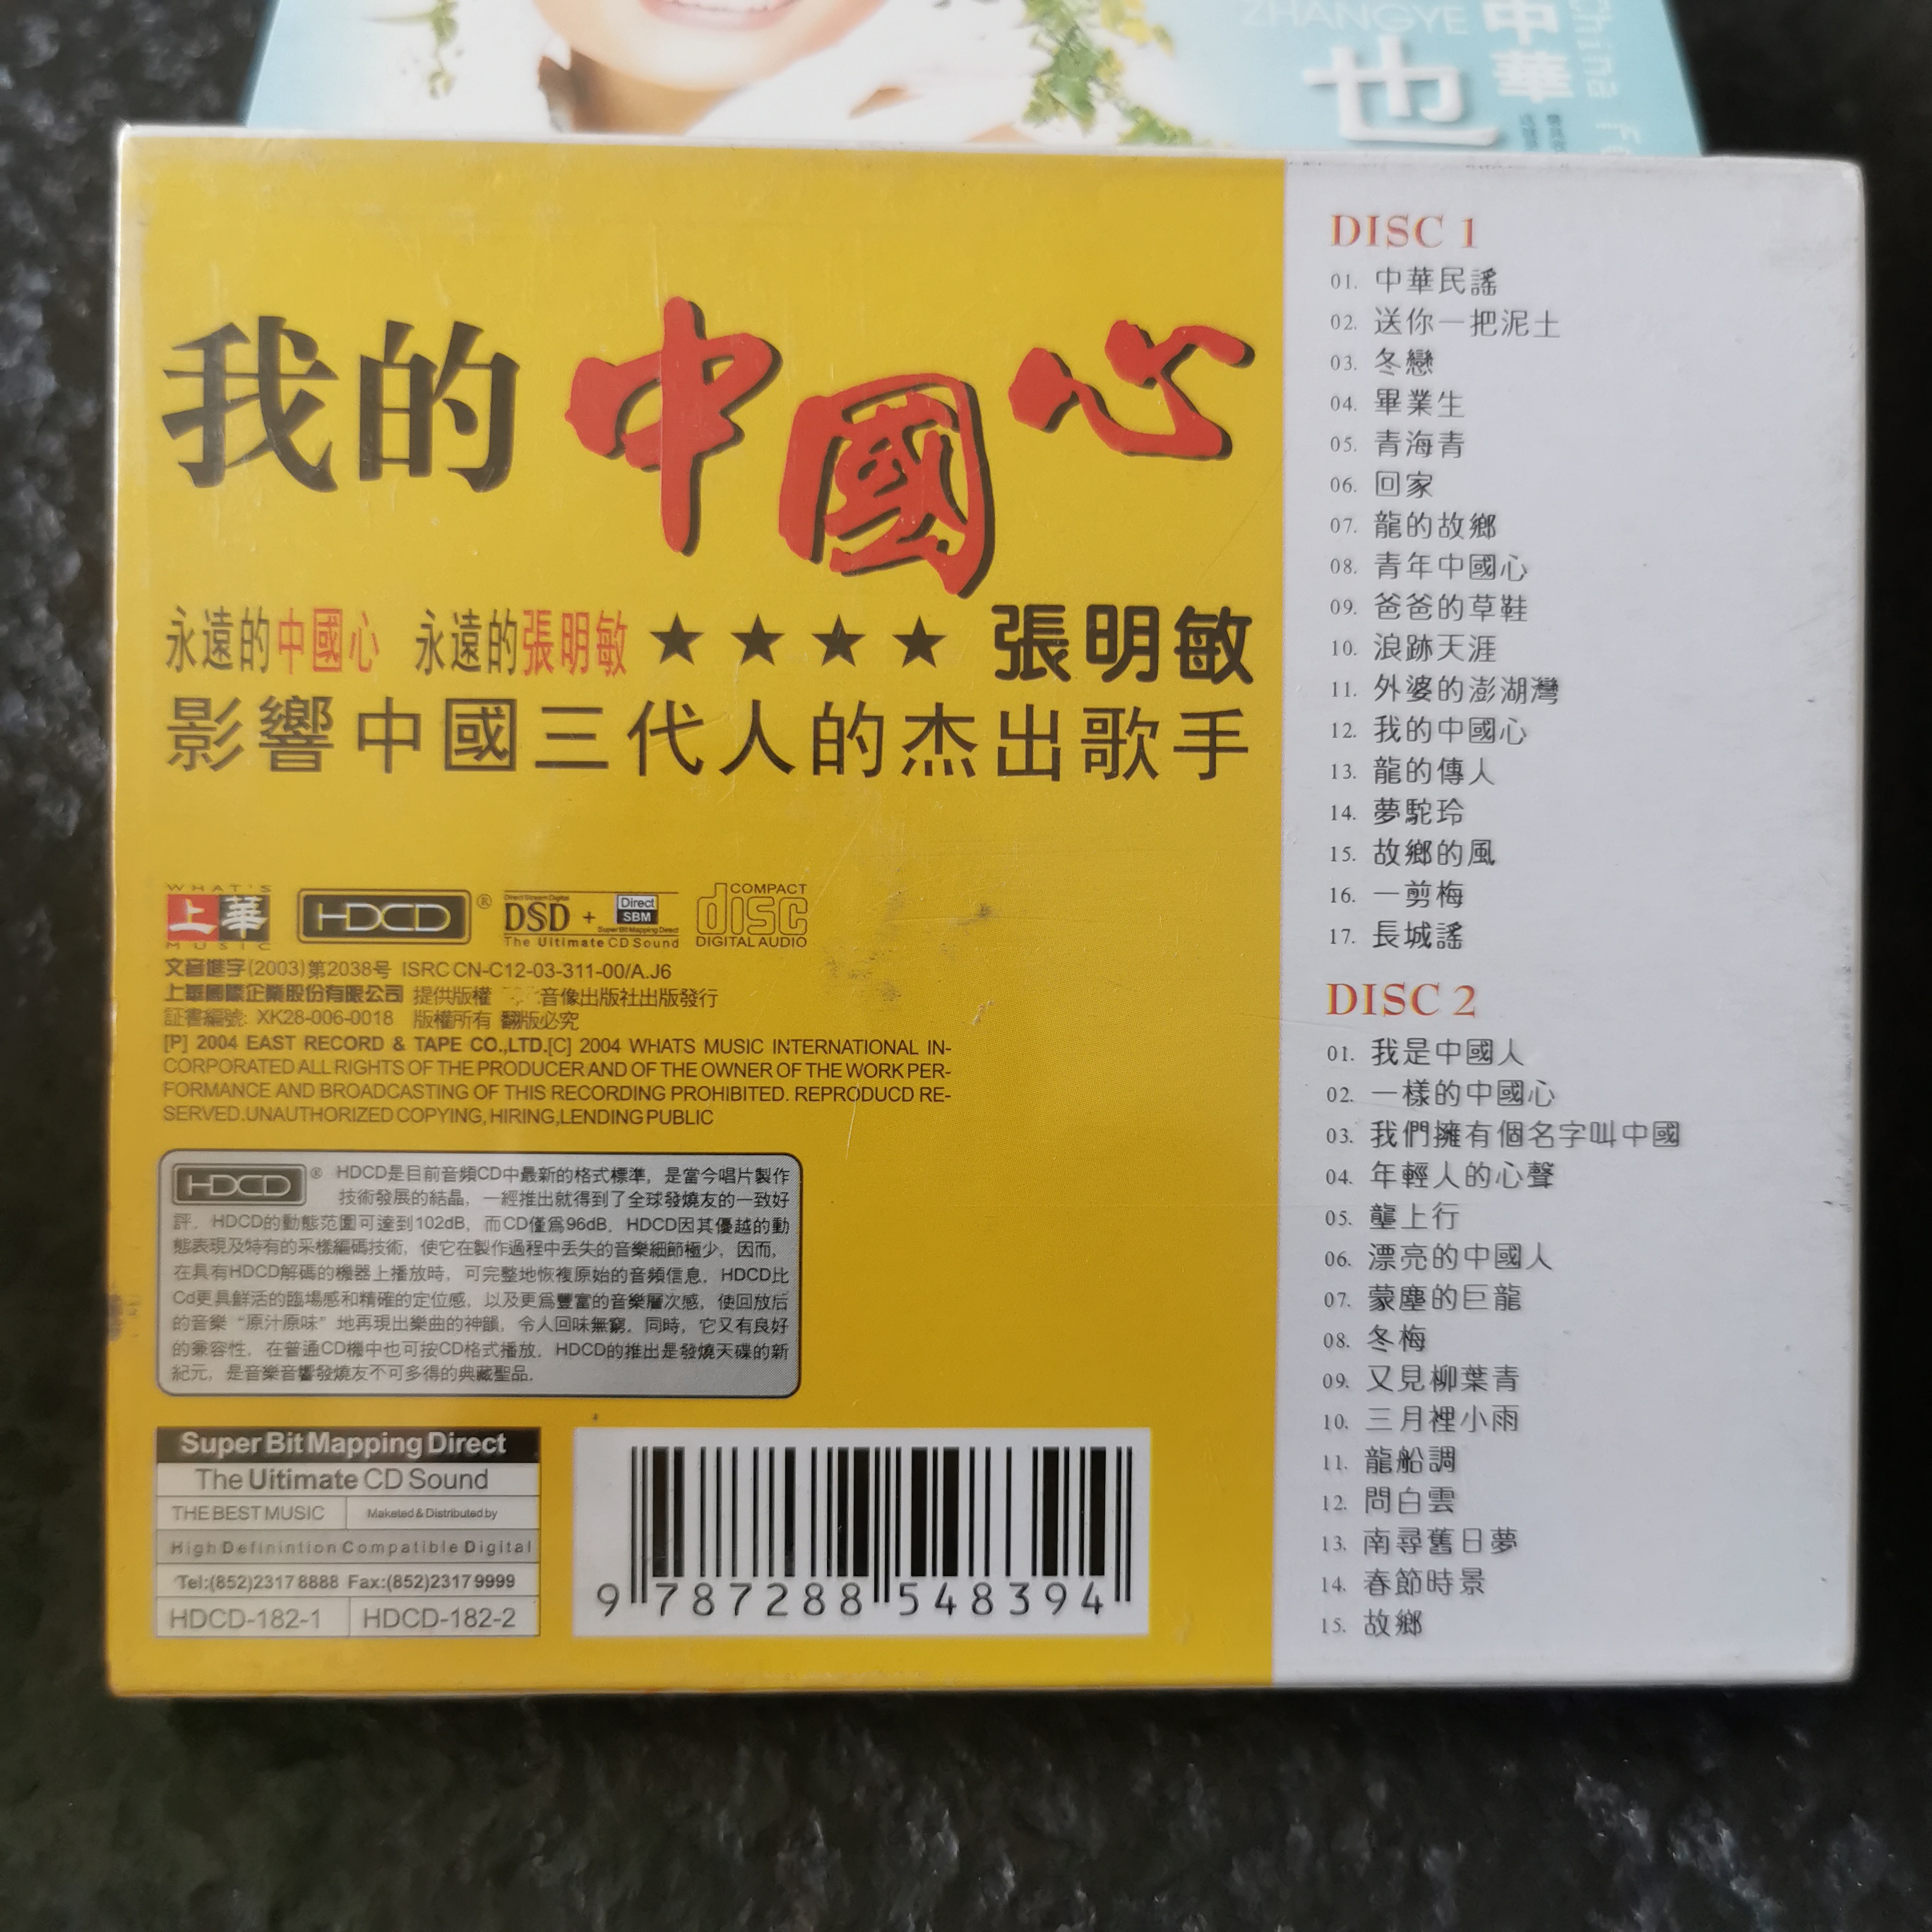 ZHANGYE
中華
也
China F
我的中國心
永遠的中國心 永遠的張明敏 ★ ★ ★ ★ 張明敏
影響中國三代人的杰出歌手
WHAT'S
上華
MUSIC
HDCD®
Direct Stream Digital
DSD + Direct SBM
Super Bit Mapping Direct
The Uitimate CD Sound
COMPACT
disc
DIGITAL AUDIO
文音進字(2003)第2038号 ISRC CN-C12-03-311-00/A.J6
上華國際企業股份有限公司 提供版權 音像出版社出版發行
証書編號: XK28-006-0018 版權所有 翻版必究
[P] 2004 EAST RECORD & TAPE CO.,LTD.[C] 2004 WHATS MUSIC INTERNATIONAL IN-
CORPORATED ALL RIGHTS OF THE PRODUCER AND OF THE OWNER OF THE WORK PER-
FORMANCE AND BROADCASTING OF THIS RECORDING PROHIBITED. REPRODUCD RE-
SERVED.UNAUTHORIZED COPYING,HIRING,LENDING PUBLIC
HDCD® HDCD是目前音頻CD中最新的格式標準，是當今唱片製作
技術發展的結晶，一經推出就得到了全球發燒友的一致好
評．HDCD的動態范圍可達到102dB，而CD僅爲96dB．HDCD因其優越的動
態表現及特有的采樣編碼技術，使它在製作過程中丢失的音樂細節極少，因而，
在具有HDCD解碼的機器上播放時，可完整地恢複原始的音頻信息．HDCD比
Cd更具鮮活的臨場感和精確的定位感，以及更爲豐富的音樂層次感，使回放后
的音樂“原汁原味”地再現出樂曲的神韻，令人回味無窮．同時，它又有良好
的兼容性，在普通CD機中也可按CD格式播放．HDCD的推出是發燒天碟的新
紀元，是音樂音響發燒友不可多得的典藏聖品．
Super Bit Mapping Direct
The Uitimate CD Sound
THE BEST MUSIC Maketed & Distributed by
High Definintion Compatible Digital
Tel:(852)2317 8888 Fax:(852)2317 9999
HDCD-182-1 HDCD-182-2
9 787288 548394
DISC 1
01. 中華民謠
02. 送你一把泥土
03. 冬戀
04. 畢業生
05. 青海青
06. 回家
07. 龍的故鄉
08. 青年中國心
09. 爸爸的草鞋
10. 浪跡天涯
11. 外婆的澎湖灣
12. 我的中國心
13. 龍的傳人
14. 夢駝玲
15. 故鄉的風
16. 一剪梅
17. 長城謠
DISC 2
01. 我是中國人
02. 一樣的中國心
03. 我們擁有個名字叫中國
04. 年輕人的心聲
05. 壟上行
06. 漂亮的中國人
07. 蒙塵的巨龍
08. 冬梅
09. 又見柳葉青
10. 三月裡小雨
11. 龍船調
12. 問白雲
13. 南尋舊日夢
14. 春節時景
15. 故鄉